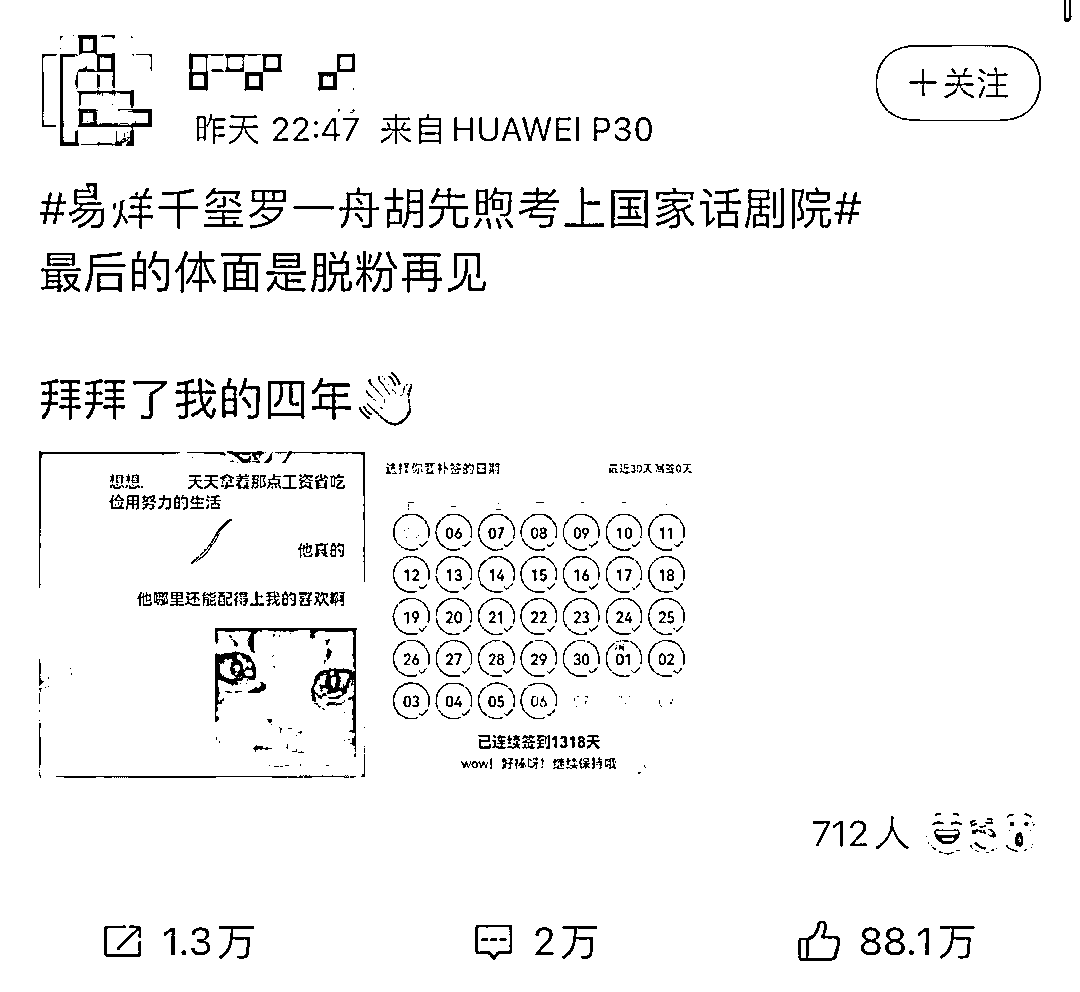 +关注
昨天 22:47 来自HUAWEI P30
#易烊千玺罗一舟胡先煦考上国家话剧院#
最后的体面是脱粉再见
拜拜了我的四年👋
想想. 天天拿着那点工资省吃
俭用努力的生活
他真的
他哪里还能配得上我的喜欢啊
选择你要补签的日期 最近30天漏签0天
06 07 08 09 10 11
12 13 14 15 16 17 18
19 20 21 22 23 24 25
26 27 28 29 30 01 02
03 04 05 06
已连续签到1318天
wow! 好棒呀! 继续保持哦
712人
1.3万 2万 88.1万